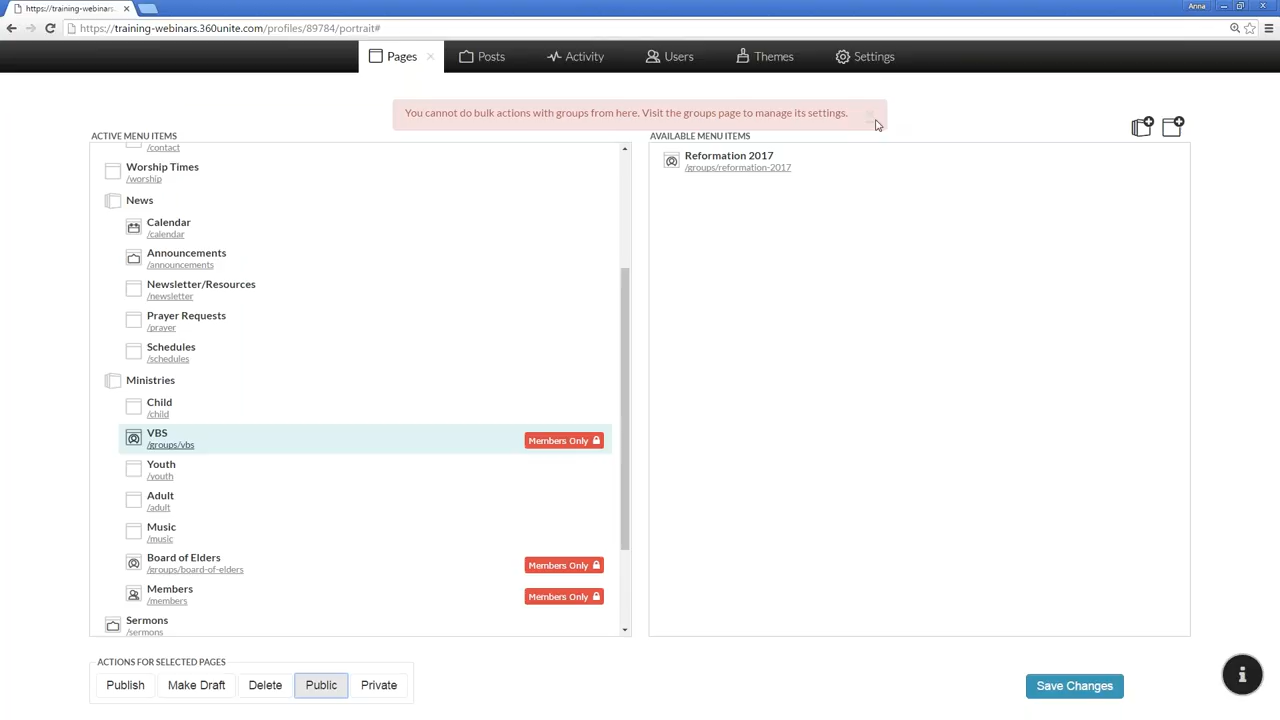 https://training-webinars.
Anna
https://training-webinars.360unite.com/profiles/89784/portrait#
Pages
Posts
Activity
Users
Themes
Settings
You cannot do bulk actions with groups from here. Visit the groups page to manage its settings.
ACTIVE MENU ITEMS
/contact
Worship Times
/worship
News
Calendar
/calendar
Announcements
/announcements
Newsletter/Resources
/newsletter
Prayer Requests
/prayer
Schedules
/schedules
Ministries
Child
/child
VBS
/groups/vbs
Members Only
Youth
/youth
Adult
/adult
Music
/music
Board of Elders
/groups/board-of-elders
Members Only
Members
/members
Members Only
Sermons
/sermons
AVAILABLE MENU ITEMS
Reformation 2017
/groups/reformation-2017
ACTIONS FOR SELECTED PAGES
Publish
Make Draft
Delete
Public
Private
Save Changes